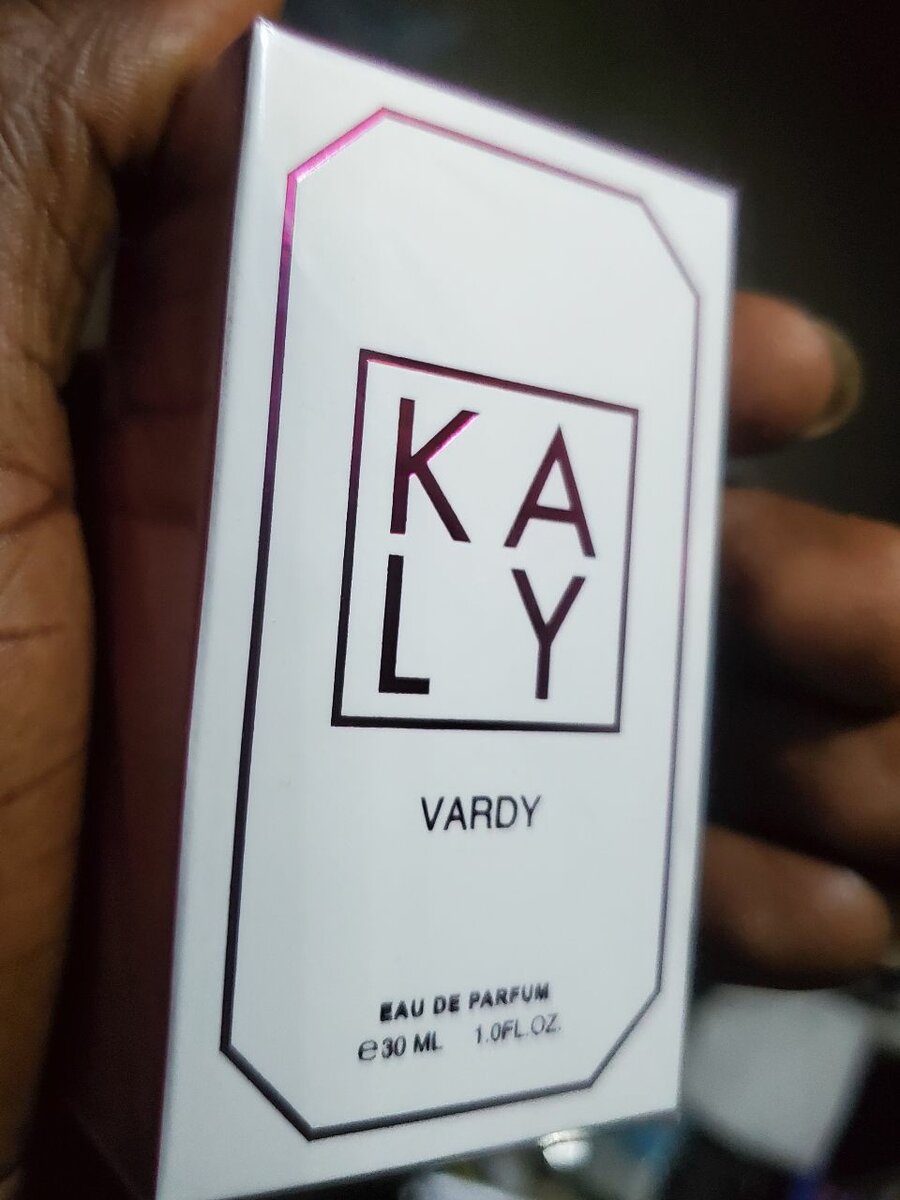 KA
LY
VARDY
EAU DE PARFUM
℮30 ML 1.0FL.OZ.